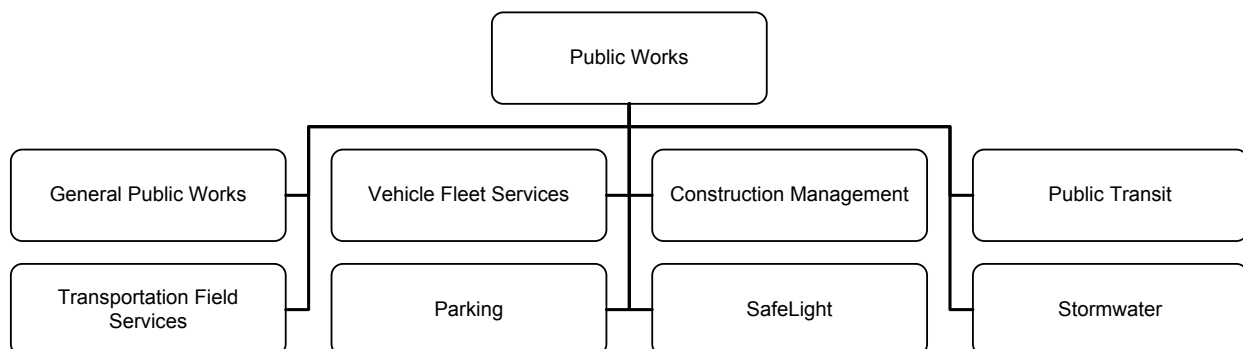 Public Works
General Public Works
Vehicle Fleet Services
Construction Management
Public Transit
Transportation Field
Services
Parking
SafeLight
Stormwater